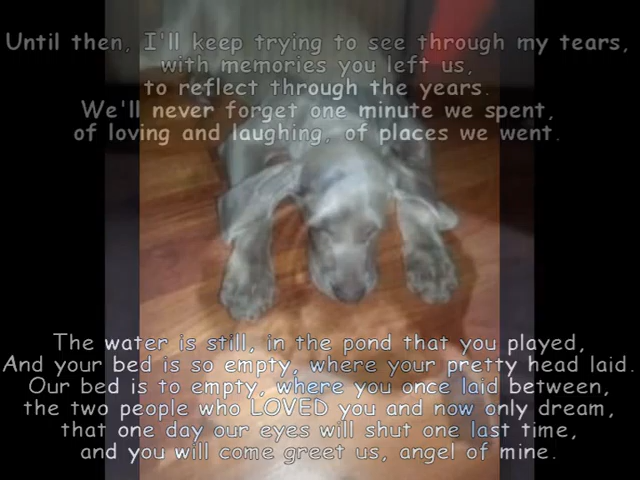 Until then, I'll keep trying to see through my tears,
with memories you left us,
to reflect through the years.
We'll never forget one minute we spent,
of loving and laughing, of places we went.
The water is still, in the pond that you played,
And your bed is so empty, where your pretty head laid.
Our bed is to empty, where you once laid between,
the two people who LOVED you and now only dream,
that one day our eyes will shut one last time,
and you will come greet us, angel of mine.